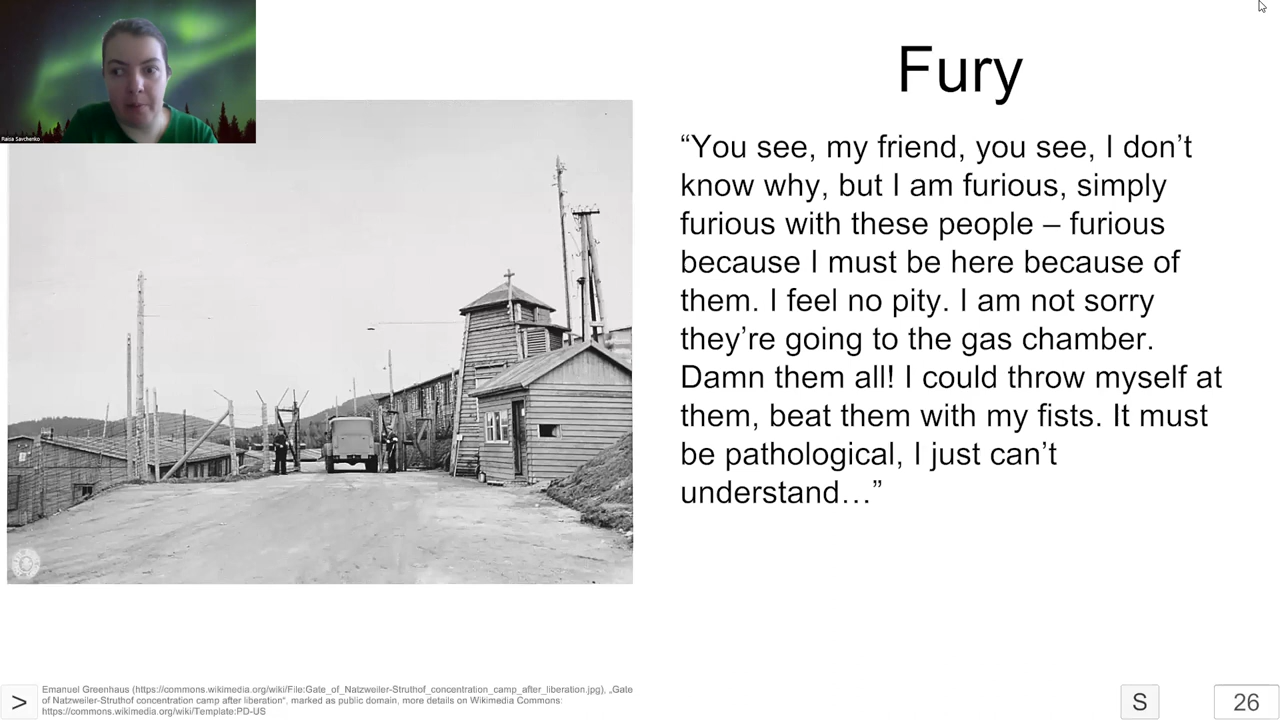 Raisa Savchenko
Fury
“You see, my friend, you see, I don’t
know why, but I am furious, simply
furious with these people – furious
because I must be here because of
them. I feel no pity. I am not sorry
they’re going to the gas chamber.
Damn them all! I could throw myself at
them, beat them with my fists. It must
be pathological, I just can’t
understand…”
>
Emanuel Greenhaus (https://commons.wikimedia.org/wiki/File:Gate_of_Natzweiler-Struthof_concentration_camp_after_liberation.jpg), „Gate
of Natzweiler-Struthof concentration camp after liberation“, marked as public domain, more details on Wikimedia Commons:
https://commons.wikimedia.org/wiki/Template:PD-US
S
26